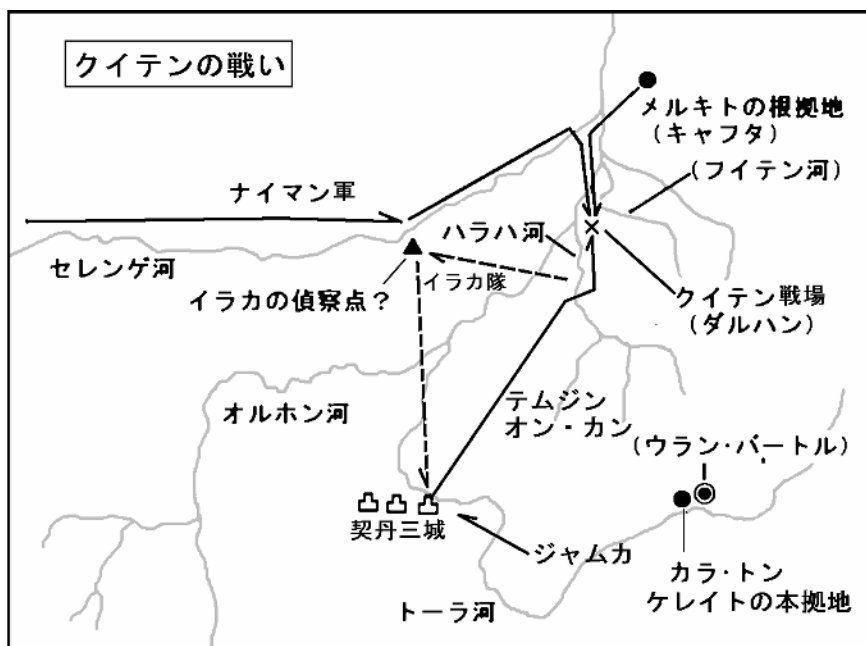 クイテンの戦い
メルキトの根拠地
(キャフタ)
(フイテン河)
ナイマン軍
ハラハ河
セレンゲ河
イラカ隊
イラカの偵察点?
クイテン戦場
(ダルハン)
オルホン河
テムジン
オン・カン
(ウラン・バートル)
契丹三城
ジャムカ
カラ・トン
ケレイトの本拠地
トーラ河